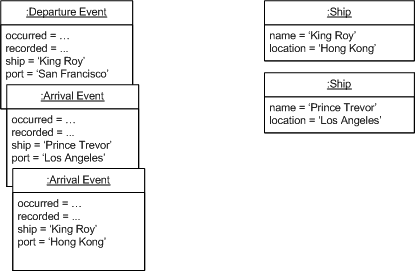 :Departure Event
occurred = …
recorded = ...
ship = ‘King Roy’
port = ‘San Francisco’
:Arrival Event
occurred = …
recorded = ...
ship = ‘Prince Trevor’
port = ‘Los Angeles’
:Arrival Event
occurred = …
recorded = ...
ship = ‘King Roy’
port = ‘Hong Kong’
:Ship
name = ‘King Roy’
location = ‘Hong Kong’
:Ship
name = ‘Prince Trevor’
location = ‘Los Angeles’